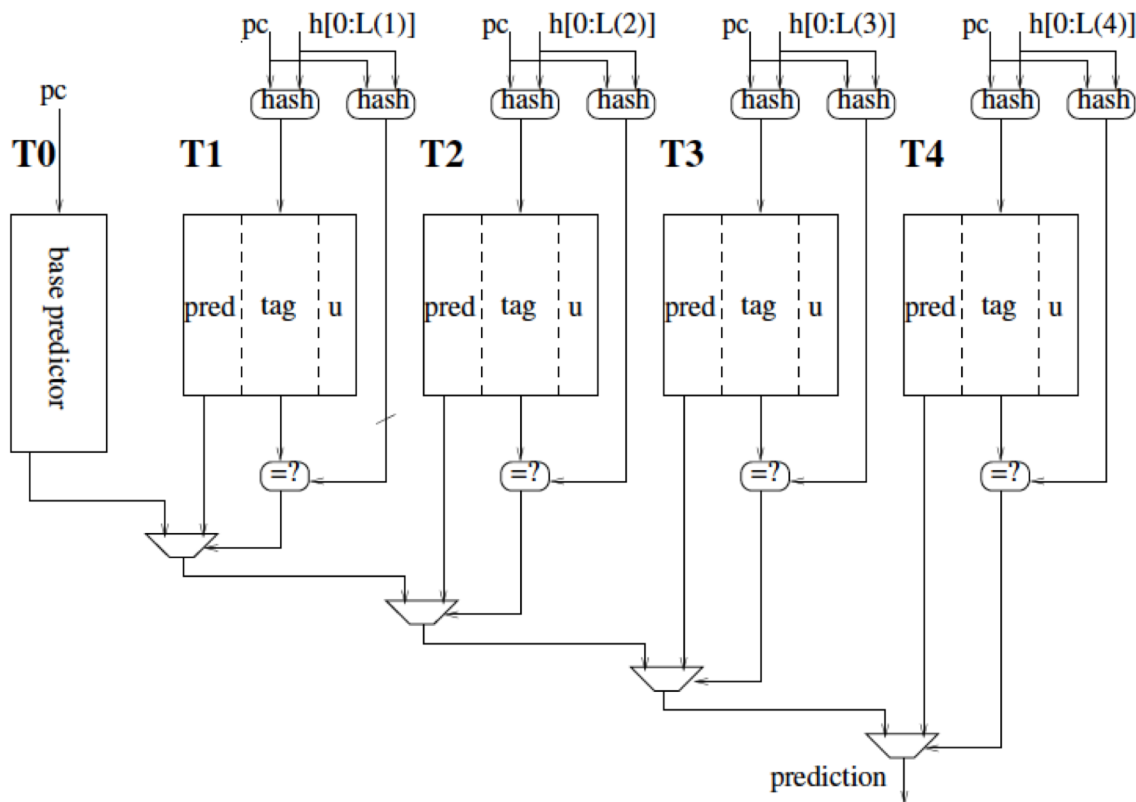 pc h[0:L(1)] pc h[0:L(2)] pc h[0:L(3)] pc h[0:L(4)]
hash hash hash hash hash hash hash hash
pc
T0 T1 T2 T3 T4
base predictor
pred tag u pred tag u pred tag u pred tag u
=? =? =? =?
prediction